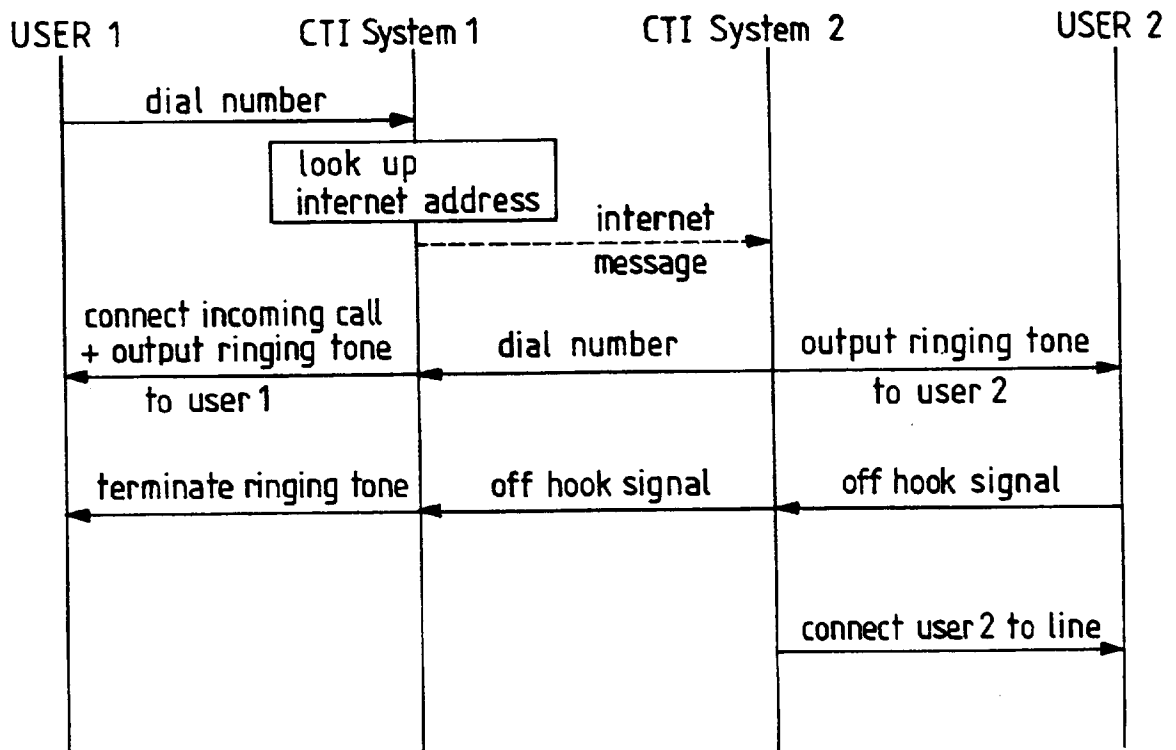 USER 1
CTI System 1
CTI System 2
USER 2
dial number
look up
internet address
internet
message
connect incoming call
+ output ringing tone
to user 1
dial number
output ringing tone
to user 2
terminate ringing tone
off hook signal
off hook signal
connect user 2 to line